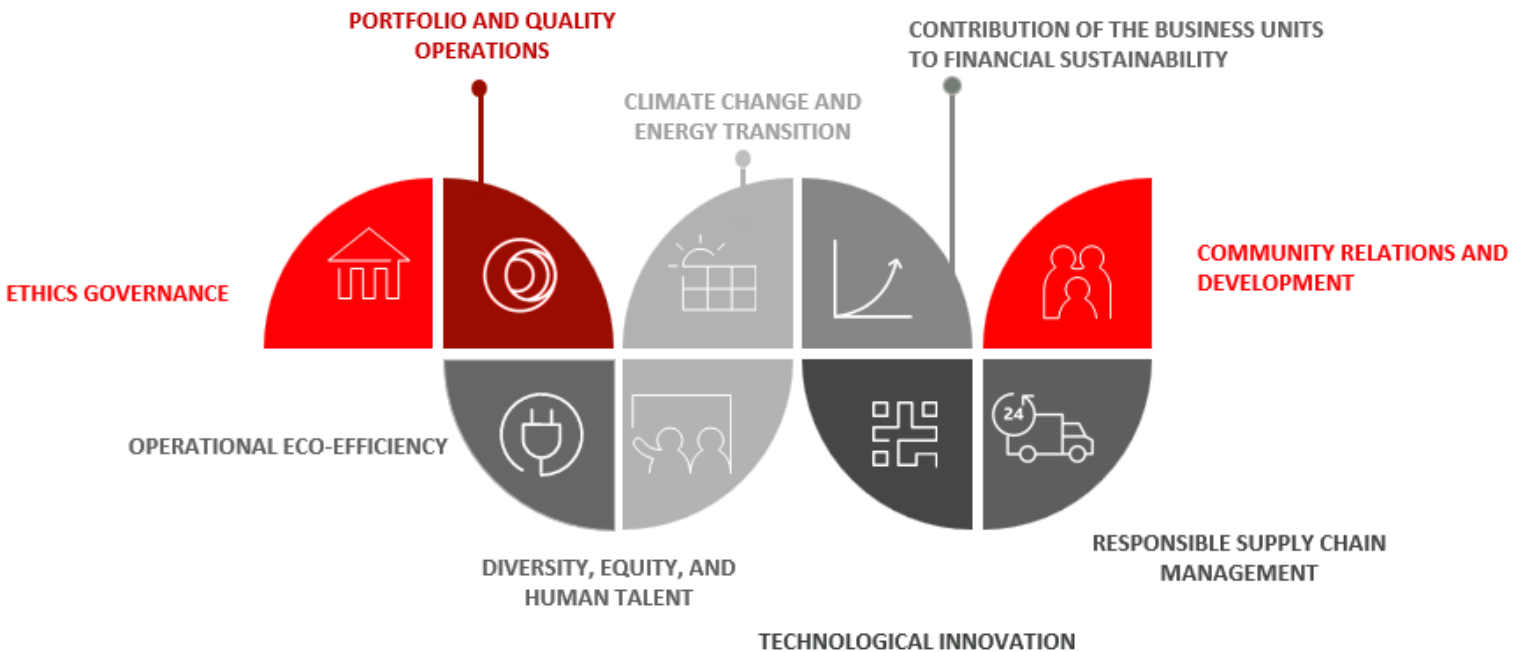 PORTFOLIO AND QUALITY
OPERATIONS
CONTRIBUTION OF THE BUSINESS UNITS
TO FINANCIAL SUSTAINABILITY
CLIMATE CHANGE AND
ENERGY TRANSITION
ETHICS GOVERNANCE
COMMUNITY RELATIONS AND
DEVELOPMENT
24
OPERATIONAL ECO-EFFICIENCY
DIVERSITY, EQUITY, AND
HUMAN TALENT
RESPONSIBLE SUPPLY CHAIN
MANAGEMENT
TECHNOLOGICAL INNOVATION